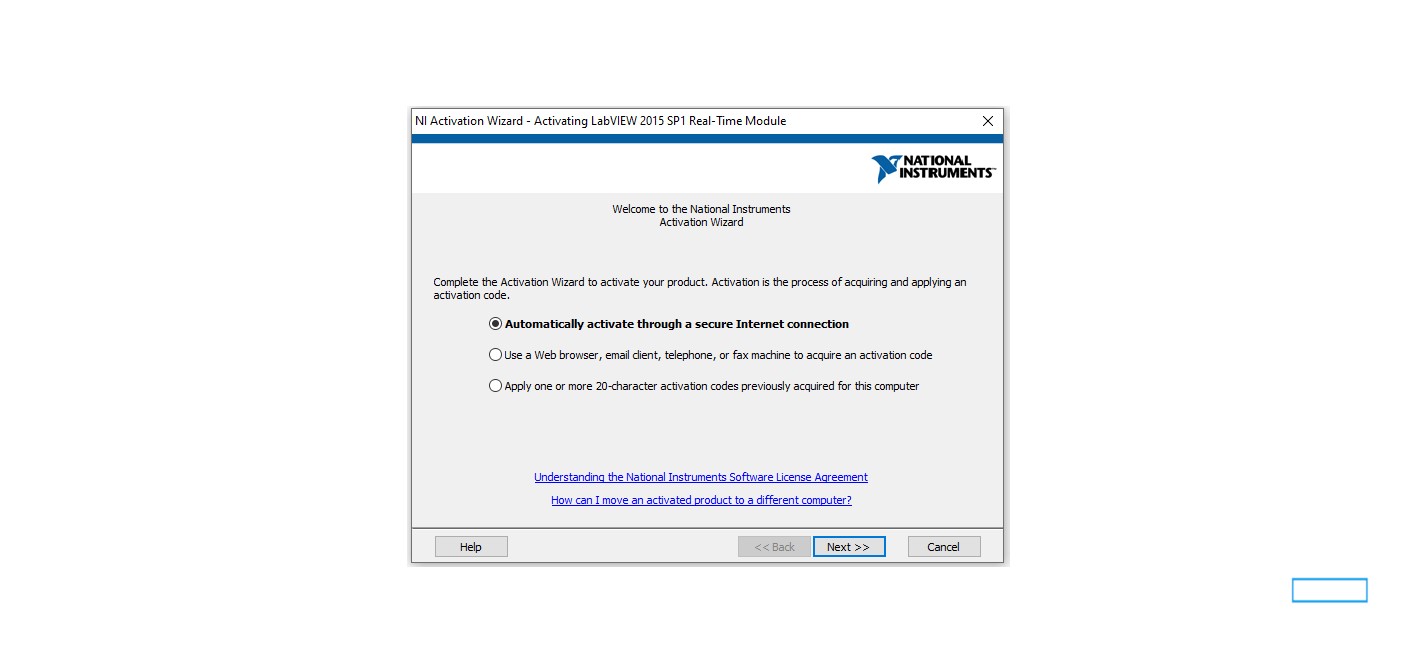 NI Activation Wizard - Activating LabVIEW 2015 SP1 Real-Time Module
NATIONAL
INSTRUMENTS™
Welcome to the National Instruments
Activation Wizard
Complete the Activation Wizard to activate your product. Activation is the process of acquiring and applying an
activation code.
Automatically activate through a secure Internet connection
Use a Web browser, email client, telephone, or fax machine to acquire an activation code
Apply one or more 20-character activation codes previously acquired for this computer
Understanding the National Instruments Software License Agreement
How can I move an activated product to a different computer?
Help
<< Back
Next >>
Cancel